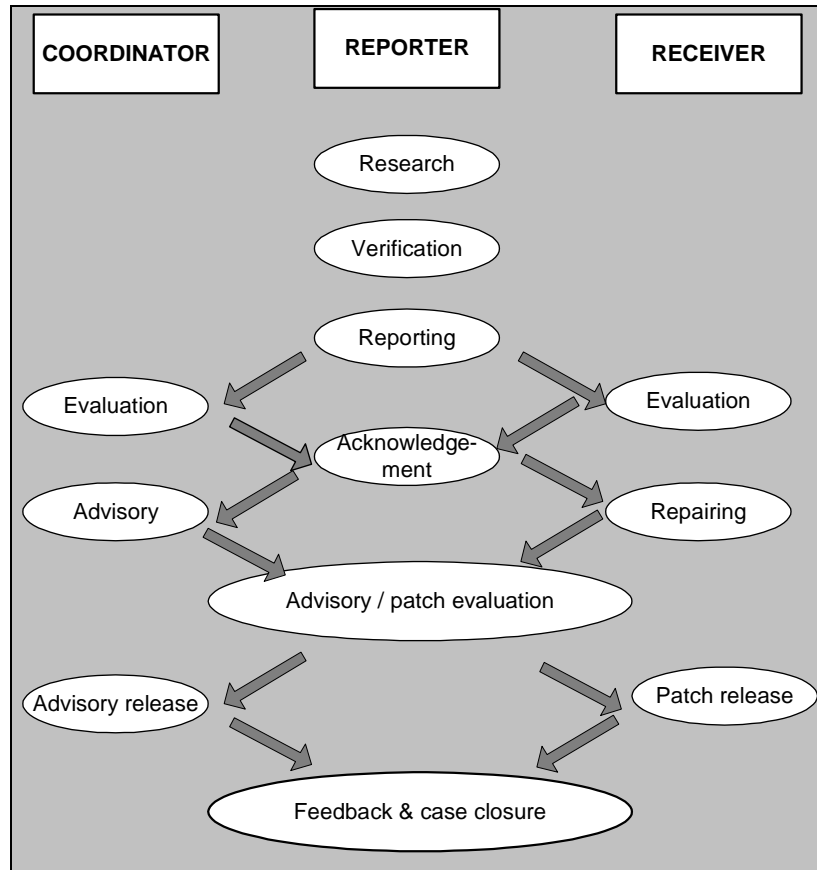 COORDINATOR
REPORTER
RECEIVER
Research
Verification
Reporting
Evaluation
Evaluation
Acknowledge-
ment
Advisory
Repairing
Advisory / patch evaluation
Advisory release
Patch release
Feedback & case closure